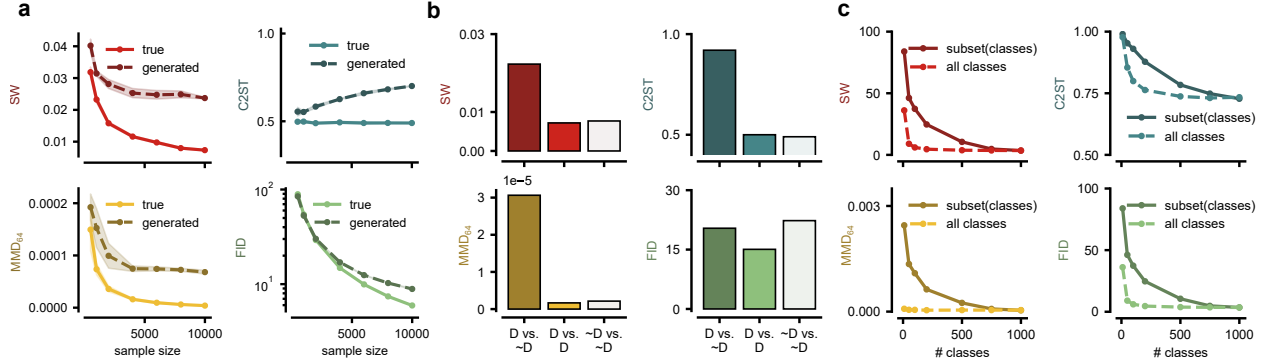 a
0.04
0.03
0.02
0.01
SW
true
generated
1.0
0.5
C2ST
true
generated
0.0002
0.0001
0.0000
MMD64
true
generated
5000
10000
sample size
10²
10¹
FID
true
generated
5000
10000
sample size
b
0.03
0.01
0.00
SW
1.0
0.5
C2ST
1e−5
3
2
1
0
MMD64
D vs.
~D
D vs.
D
~D vs.
~D
30
15
0
FID
D vs.
~D
D vs.
D
~D vs.
~D
c
100
50
0
SW
subset(classes)
all classes
1.00
0.75
0.50
C2ST
subset(classes)
all classes
0.003
0.000
MMD64
subset(classes)
all classes
0
500
1000
# classes
100
50
0
FID
subset(classes)
all classes
0
500
1000
# classes